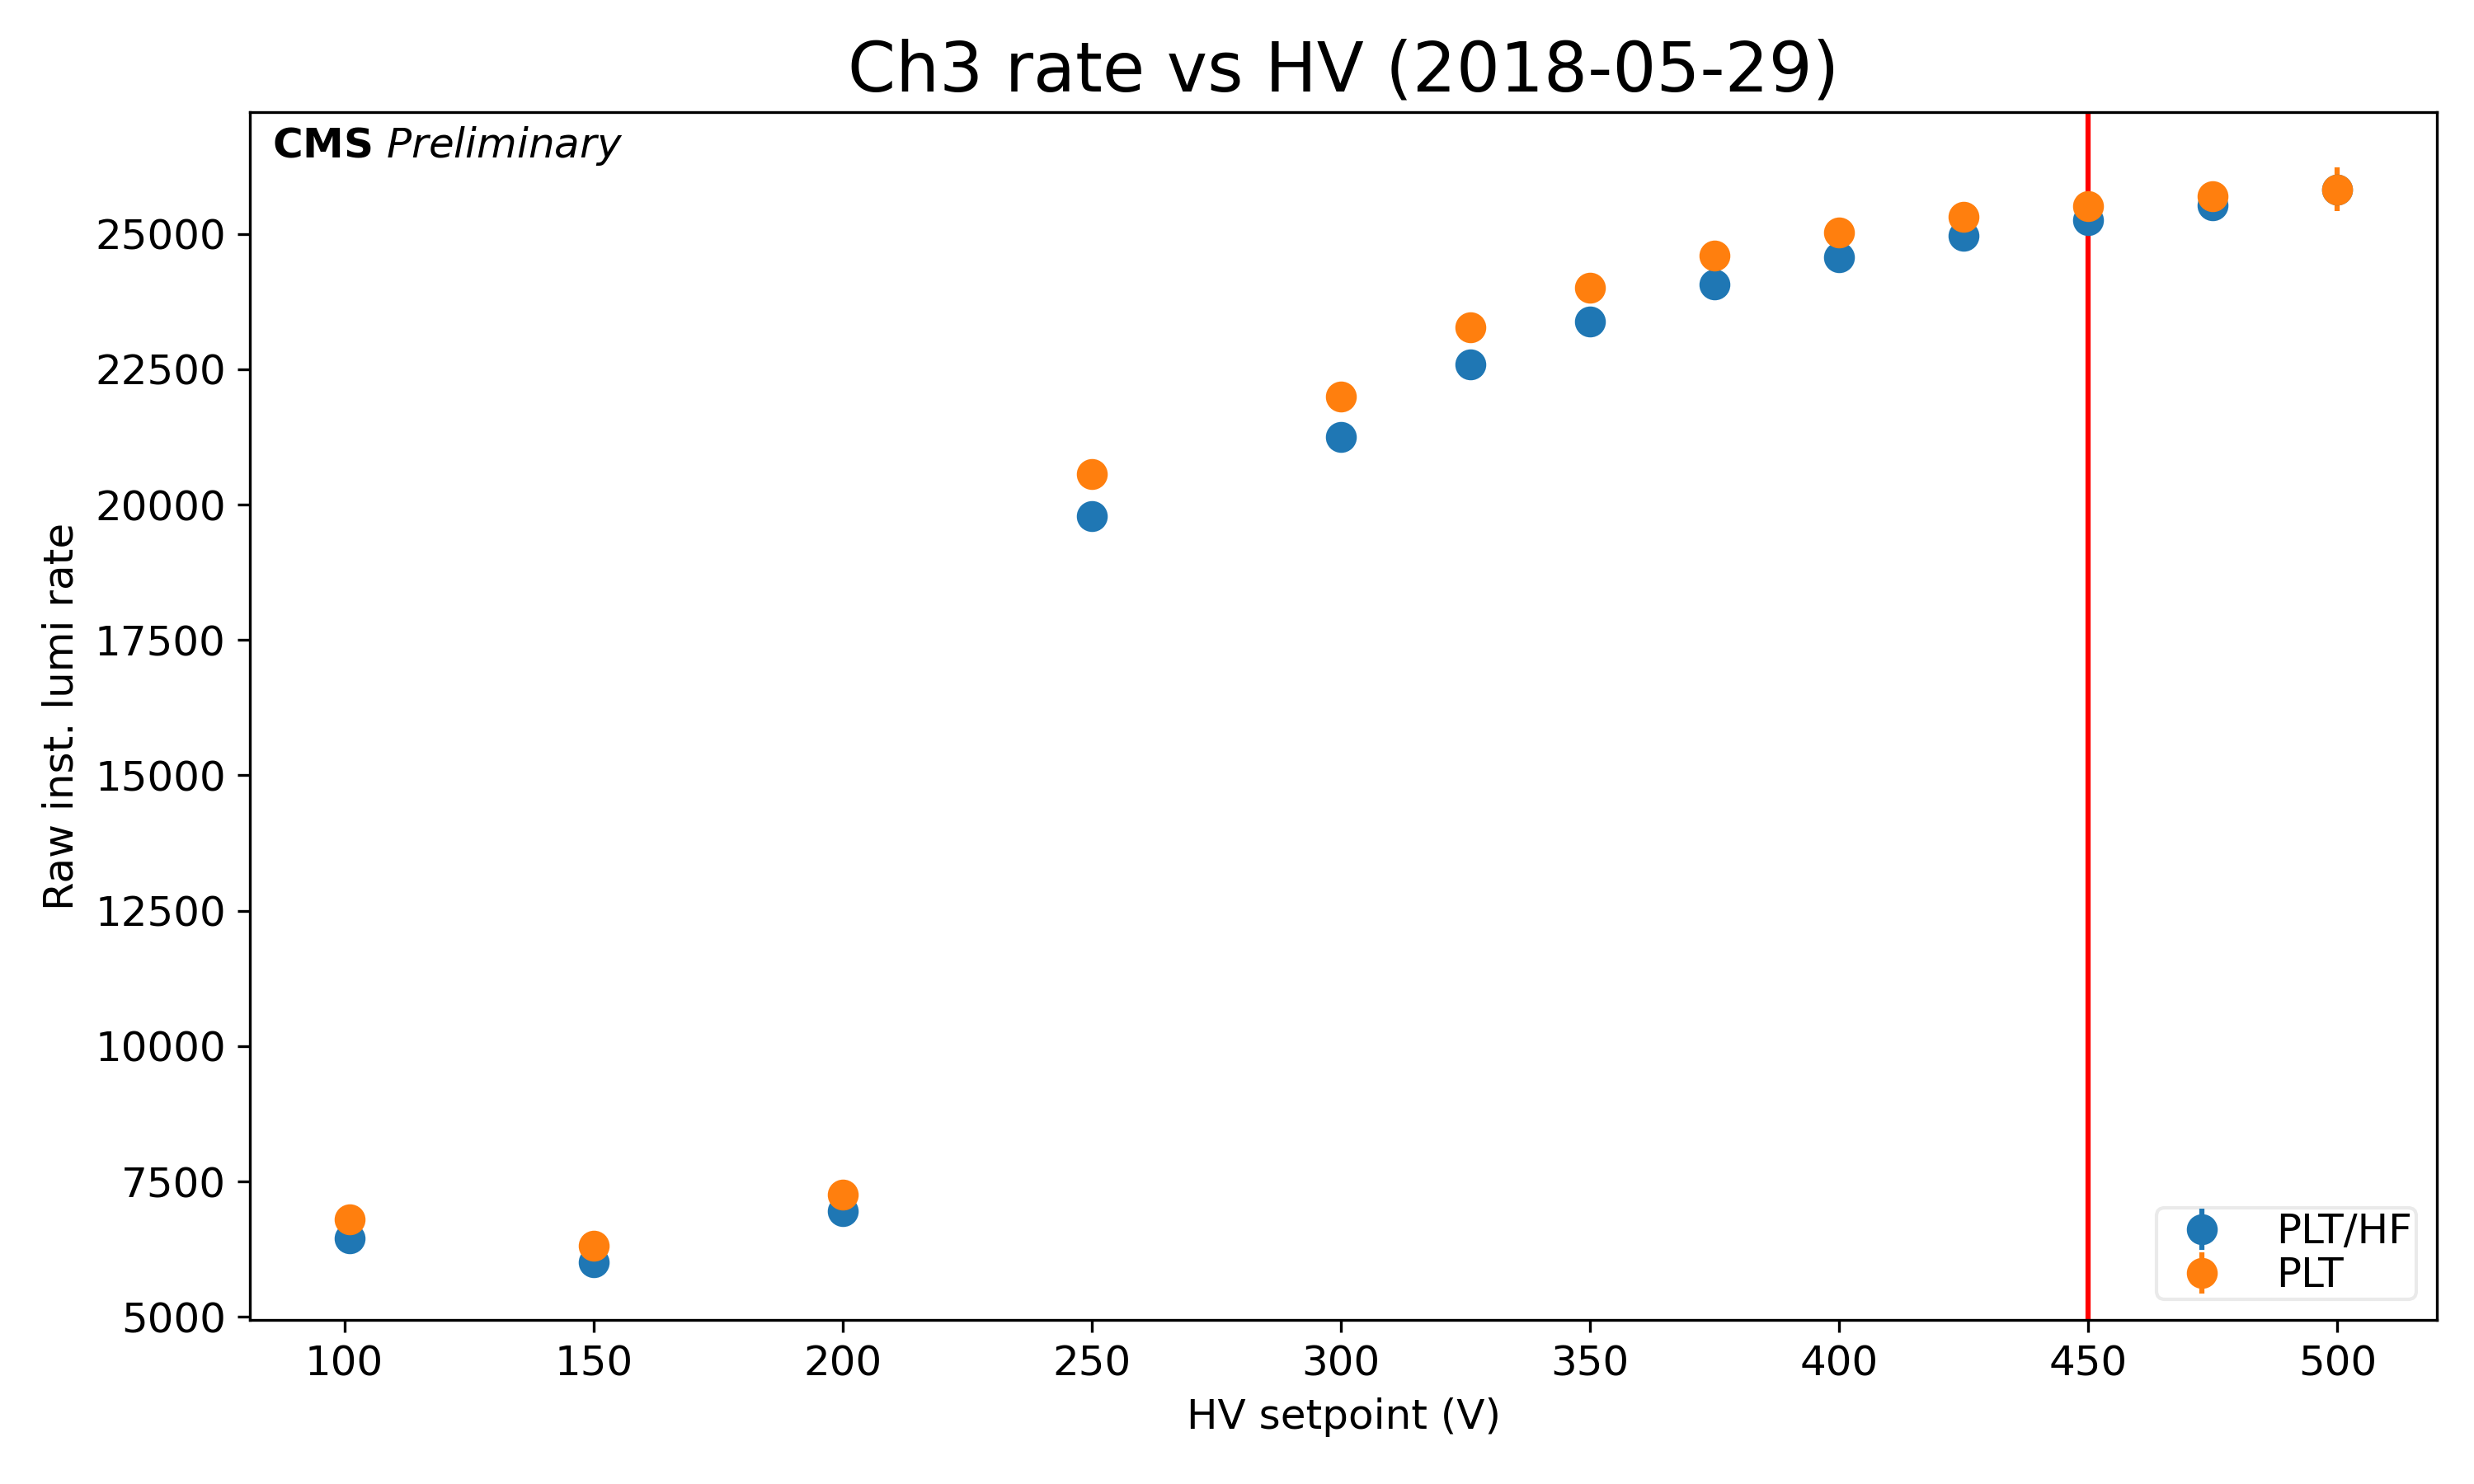 Ch3 rate vs HV (2018-05-29)
CMS Preliminary
25000
22500
20000
17500
15000
12500
10000
7500
5000
Raw inst. lumi rate
PLT/HF
PLT
100 150 200 250 300 350 400 450 500
HV setpoint (V)